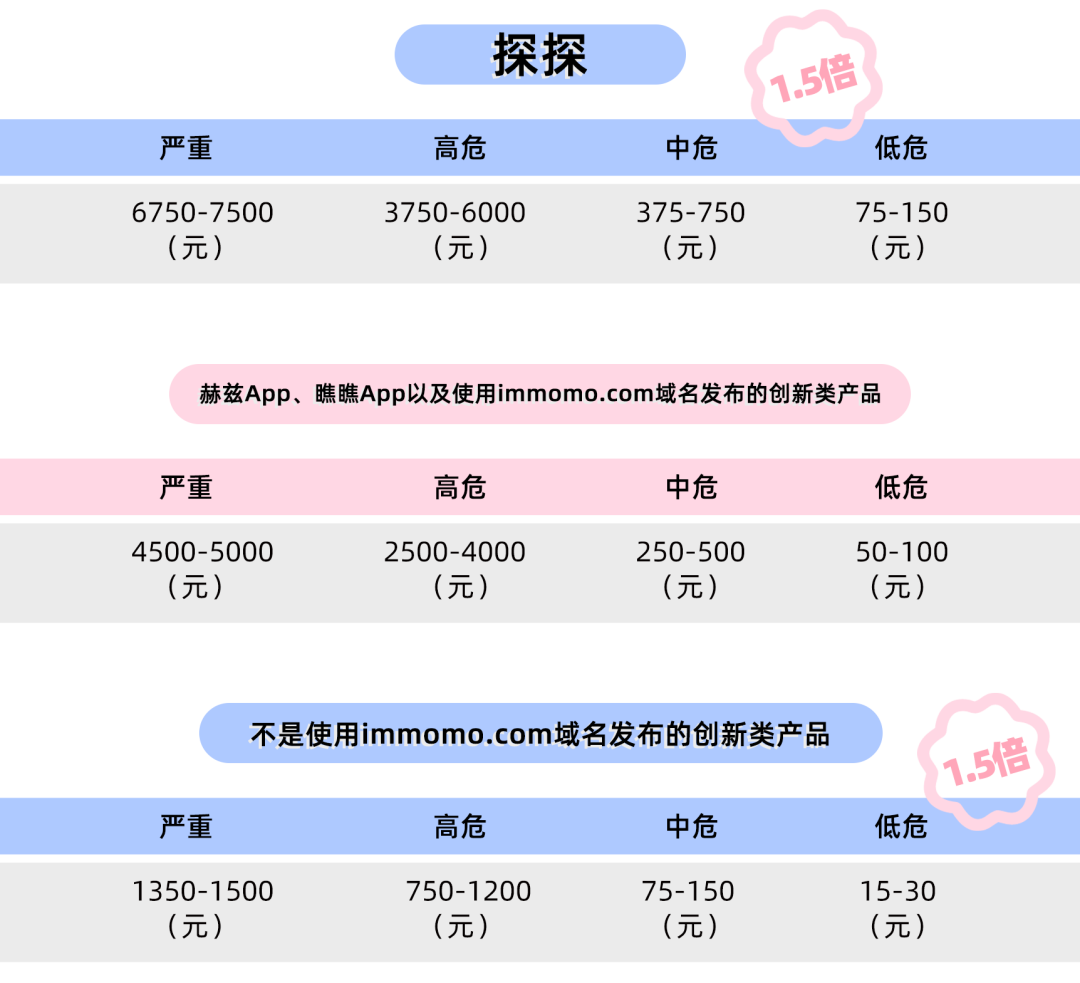 探探
1.5倍
严重 高危 中危 低危
6750-7500 3750-6000 375-750 75-150
（元） （元） （元） （元）
赫兹App、瞧瞧App以及使用immomo.com域名发布的创新类产品
严重 高危 中危 低危
4500-5000 2500-4000 250-500 50-100
（元） （元） （元） （元）
不是使用immomo.com域名发布的创新类产品
1.5倍
严重 高危 中危 低危
1350-1500 750-1200 75-150 15-30
（元） （元） （元） （元）